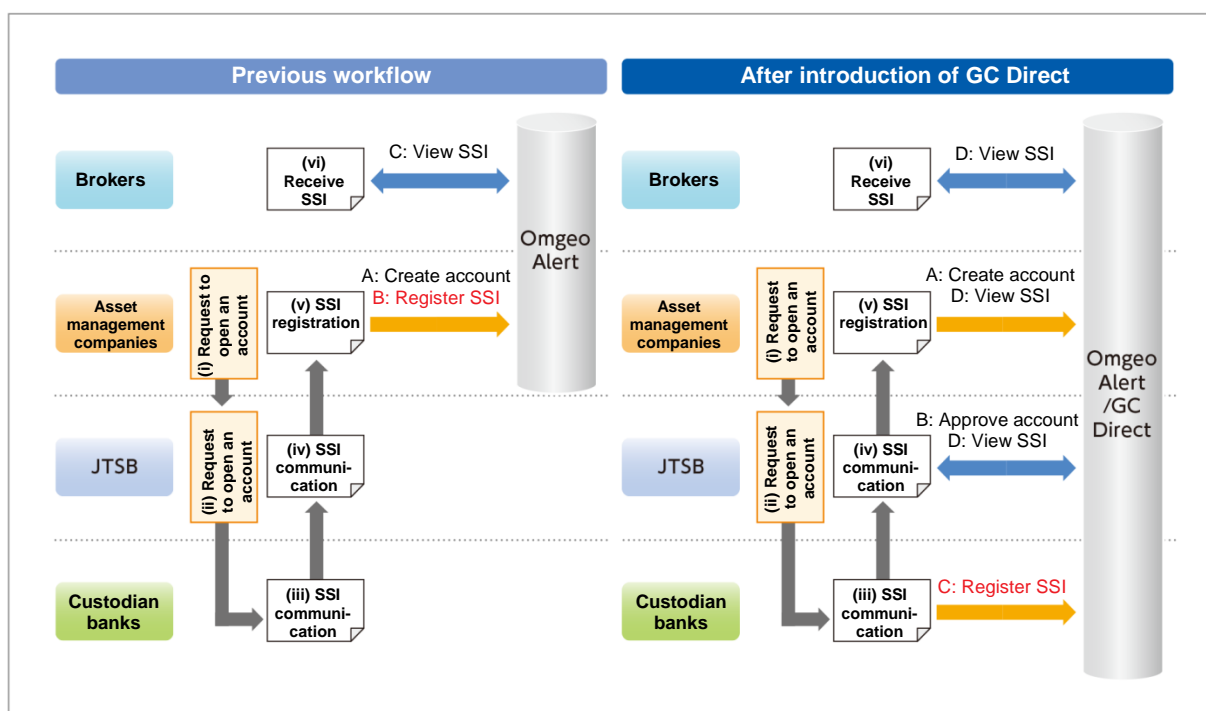 Previous workflow
Brokers
(vi)
Receive
SSI
C: View SSI
Omgeo
Alert
Asset
management
companies
(i) Request to
open an
account
(v) SSI
registration
A: Create account
B: Register SSI
JTSB
(ii) Request
to open an
account
(iv) SSI
communi-
cation
Custodian
banks
(iii) SSI
communi-
cation
After introduction of GC Direct
Brokers
(vi)
Receive
SSI
D: View SSI
Asset
management
companies
(i) Request
to open an
account
(v) SSI
registration
A: Create account
D: View SSI
Omgeo
Alert
/GC
Direct
JTSB
(ii) Request
to open an
account
(iv) SSI
communi-
cation
B: Approve account
D: View SSI
Custodian
banks
(iii) SSI
communi-
cation
C: Register SSI